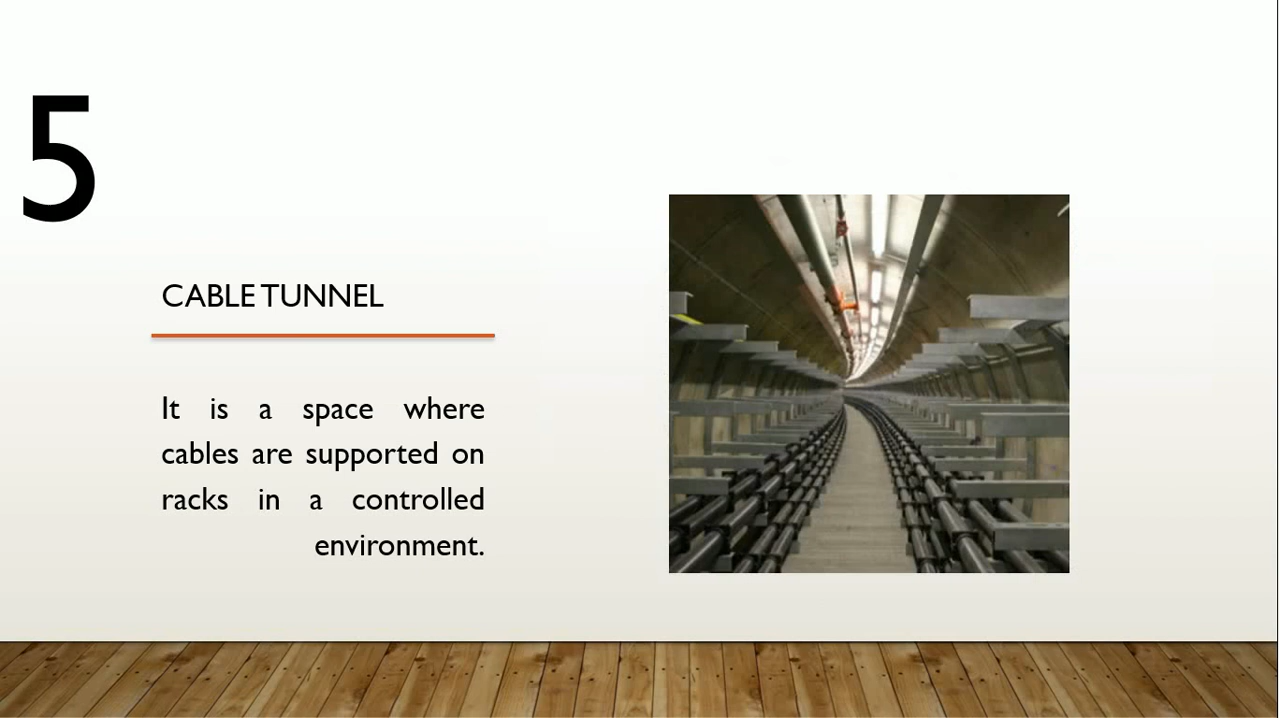 5
CABLE TUNNEL
It is a space where
cables are supported on
racks in a controlled
environment.